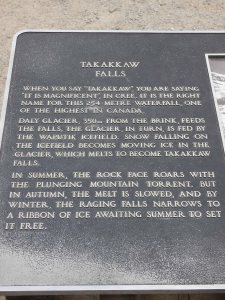 TAKAKKAW
FALLS
WHEN YOU SAY "TAKAKKAW" YOU ARE SAYING
"IT IS MAGNIFICENT" IN CREE. IT IS THE RIGHT
NAME FOR THIS 254 METRE WATERFALL, ONE
OF THE HIGHEST IN CANADA.
DALY GLACIER, 350m. FROM THE BRINK, FEEDS
THE FALLS. THE GLACIER, IN TURN, IS FED BY
THE WAPUTIK ICEFIELD. SNOW FALLING ON
THE ICEFIELD BECOMES MOVING ICE IN THE
GLACIER, WHICH MELTS TO BECOME TAKAKKAW
FALLS.
IN SUMMER, THE ROCK FACE ROARS WITH
THE PLUNGING MOUNTAIN TORRENT. BUT
IN AUTUMN, THE MELT IS SLOWED, AND BY
WINTER, THE RAGING FALLS NARROWS TO
A RIBBON OF ICE AWAITING SUMMER TO SET
IT FREE.